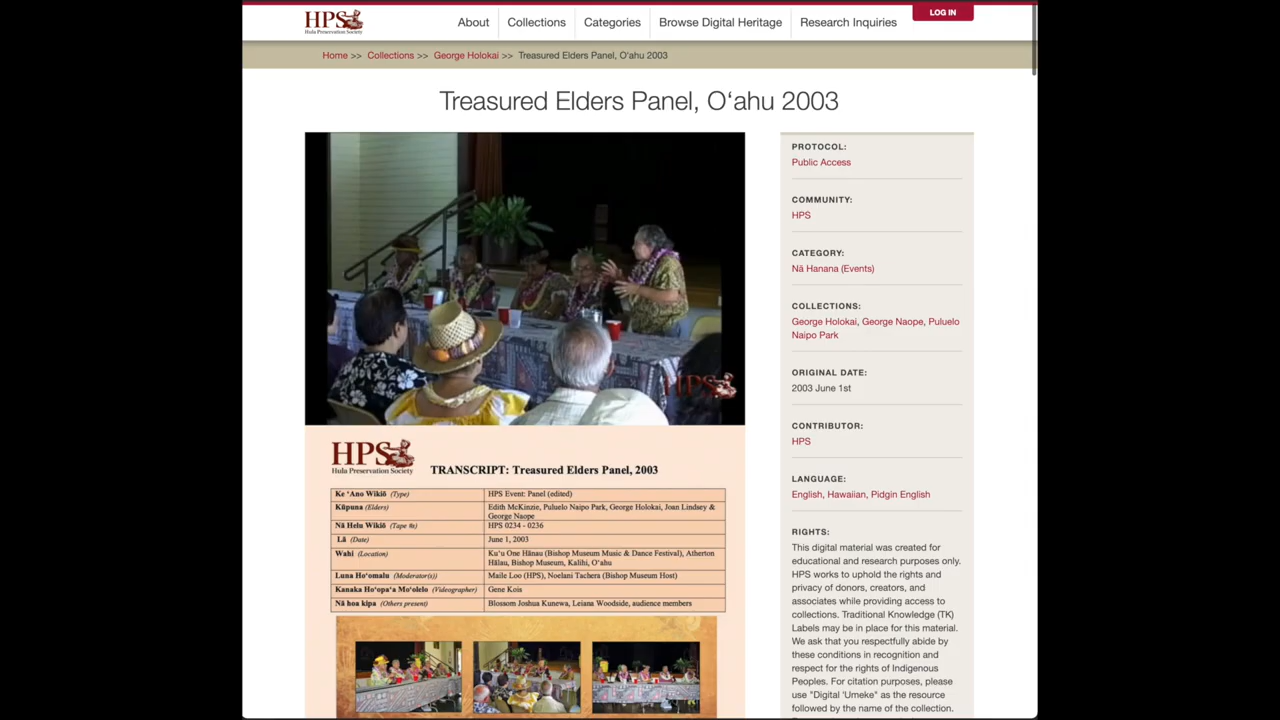 HPS
Hula Preservation Society
About
Collections
Categories
Browse Digital Heritage
Research Inquiries
LOG IN
Home >> Collections >> George Holokai >> Treasured Elders Panel, O'ahu 2003
Treasured Elders Panel, Oʻahu 2003
HPS
HPS
Hula Preservation Society
TRANSCRIPT: Treasured Elders Panel, 2003
Ke ʻAno Wikiō (Type) HPS Event: Panel (edited)
Kūpuna (Elders) Edith McKinzie, Puluelo Naipo Park, George Holokai, Joan Lindsey &
George Naope
Nā Helu Wikiō (Tape #s) HPS 0234 - 0236
Lā (Date) June 1, 2003
Wahi (Location) Kuʻu One Hānau (Bishop Museum Music & Dance Festival), Atherton
Hālau, Bishop Museum, Kalihi, Oʻahu
Luna Hoʻomalu (Moderator(s)) Maile Loo (HPS), Noelani Tachera (Bishop Museum Host)
Kanaka Hoʻopaʻa Moʻolelo (Videographer) Gene Kois
Nā hoa kipa (Others present) Blossom Joshua Kunewa, Leiana Woodside, audience members
PROTOCOL:
Public Access
COMMUNITY:
HPS
CATEGORY:
Nā Hanana (Events)
COLLECTIONS:
George Holokai, George Naope, Puluelo
Naipo Park
ORIGINAL DATE:
2003 June 1st
CONTRIBUTOR:
HPS
LANGUAGE:
English, Hawaiian, Pidgin English
RIGHTS:
This digital material was created for
educational and research purposes only.
HPS works to uphold the rights and
privacy of donors, creators, and
associates while providing access to
collections. Traditional Knowledge (TK)
Labels may be in place for this material.
We ask that you respectfully abide by
these conditions in recognition and
respect for the rights of Indigenous
Peoples. For citation purposes, please
use "Digital 'Umeke" as the resource
followed by the name of the collection.